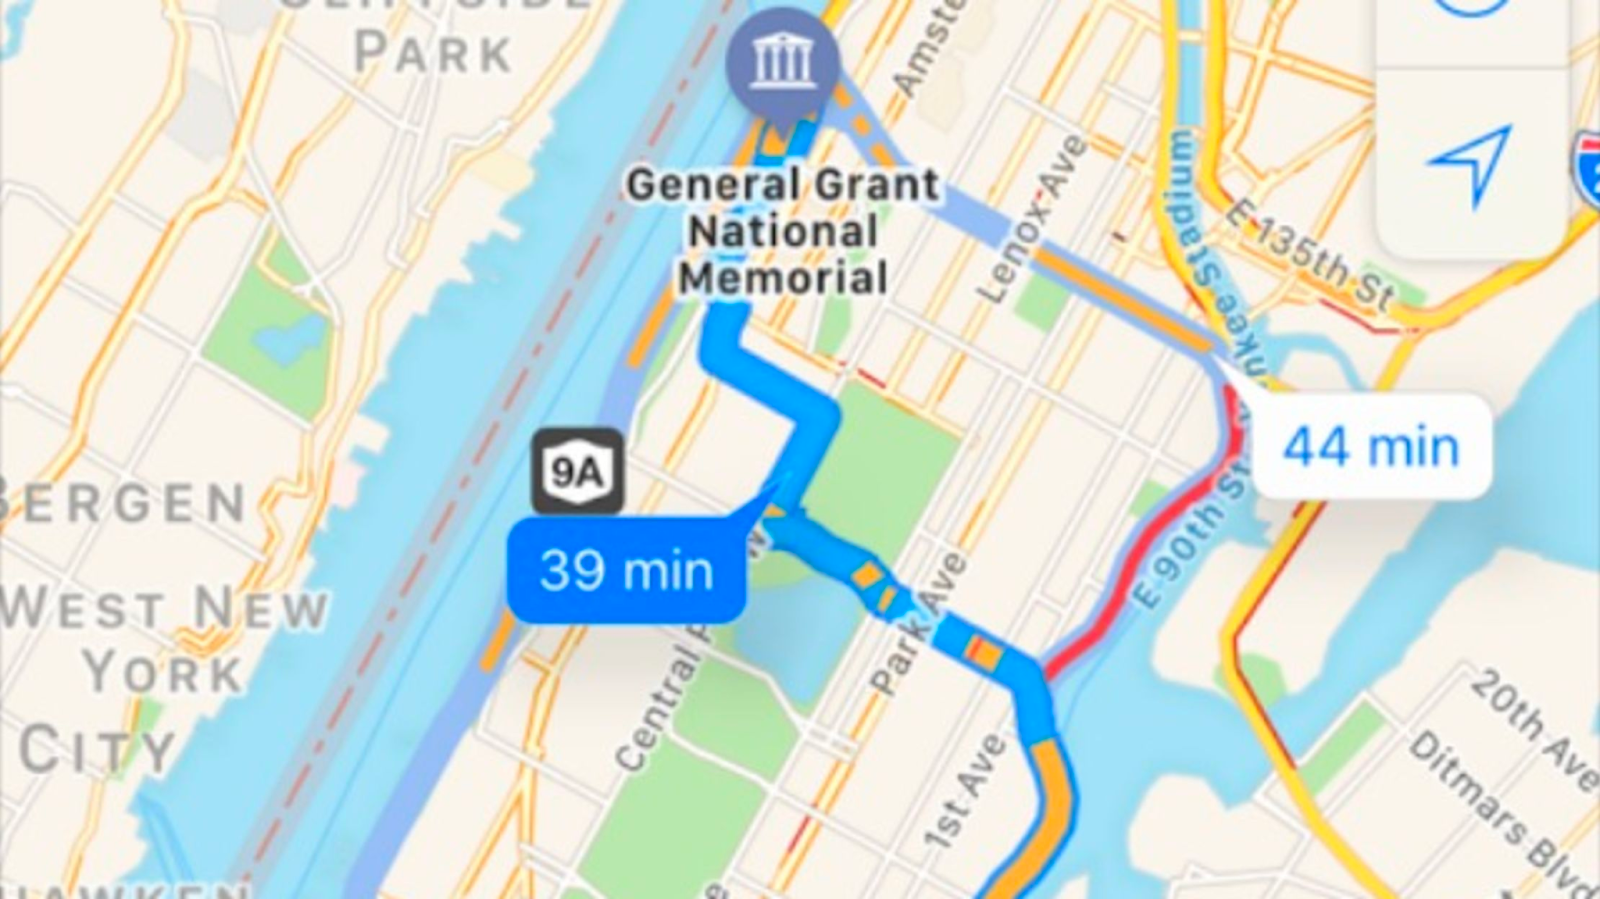 PARK
Amste
General Grant
National
Memorial
Lenox Ave
Stadium
E 135th St
9A
44 min
39 min
BERGEN
E 90th St
WEST NEW
YORK
CITY
Park Ave
Central P
1st Ave
20th Ave
Ditmars Blvd